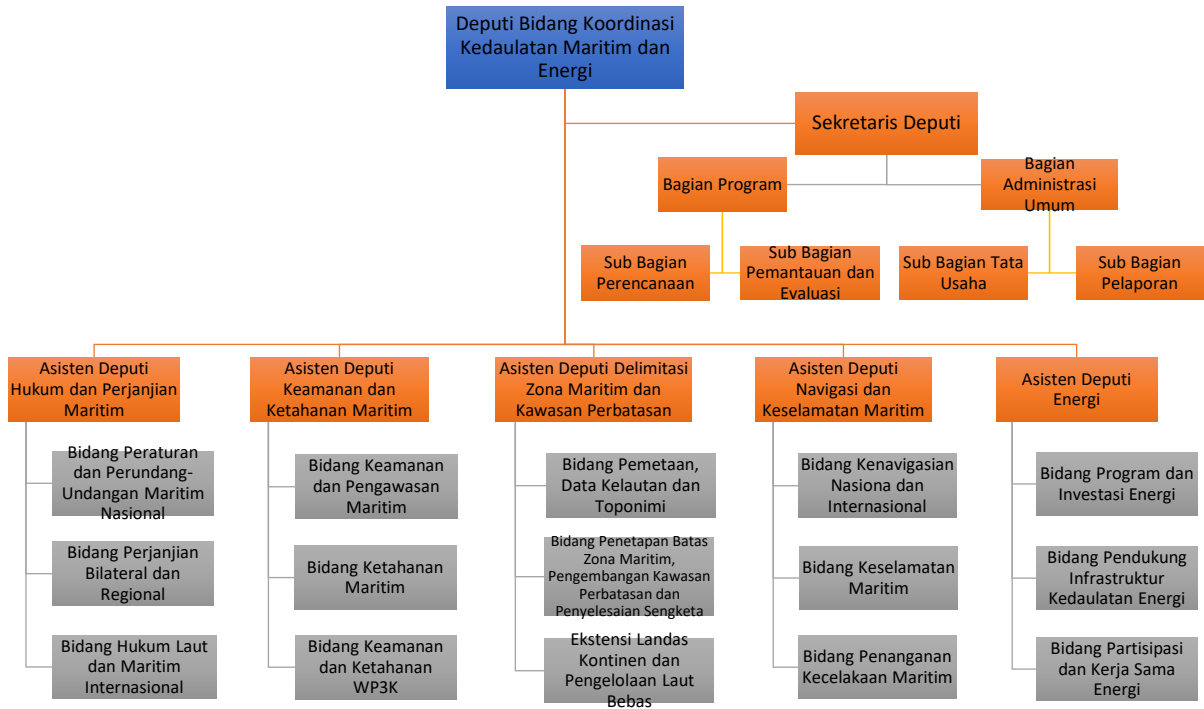 Deputi Bidang Koordinasi
Kedaulatan Maritim dan
Energi
Sekretaris Deputi
Bagian Program
Bagian
Administrasi
Umum
Sub Bagian
Perencanaan
Sub Bagian
Pemantauan dan
Evaluasi
Sub Bagian Tata
Usaha
Sub Bagian
Pelaporan
Asisten Deputi
Hukum dan Perjanjian
Maritim
Asisten Deputi
Keamanan dan
Ketahanan Maritim
Asisten Deputi Delimitasi
Zona Maritim dan
Kawasan Perbatasan
Asisten Deputi
Navigasi dan
Keselamatan Maritim
Asisten Deputi
Energi
Bidang Peraturan
dan Perundang-
Undangan Maritim
Nasional
Bidang Perjanjian
Bilateral dan
Regional
Bidang Hukum Laut
dan Maritim
Internasional
Bidang Keamanan
dan Pengawasan
Maritim
Bidang Ketahanan
Maritim
Bidang Keamanan
dan Ketahanan
WP3K
Bidang Pemetaan,
Data Kelautan dan
Toponimi
Bidang Penetapan Batas
Zona Maritim,
Pengembangan Kawasan
Perbatasan dan
Penyelesaian Sengketa
Ekstensi Landas
Kontinen dan
Pengelolaan Laut
Bebas
Bidang Kenavigasian
Nasiona dan
Internasional
Bidang Keselamatan
Maritim
Bidang Penanganan
Kecelakaan Maritim
Bidang Program dan
Investasi Energi
Bidang Pendukung
Infrastruktur
Kedaulatan Energi
Bidang Partisipasi
dan Kerja Sama
Energi